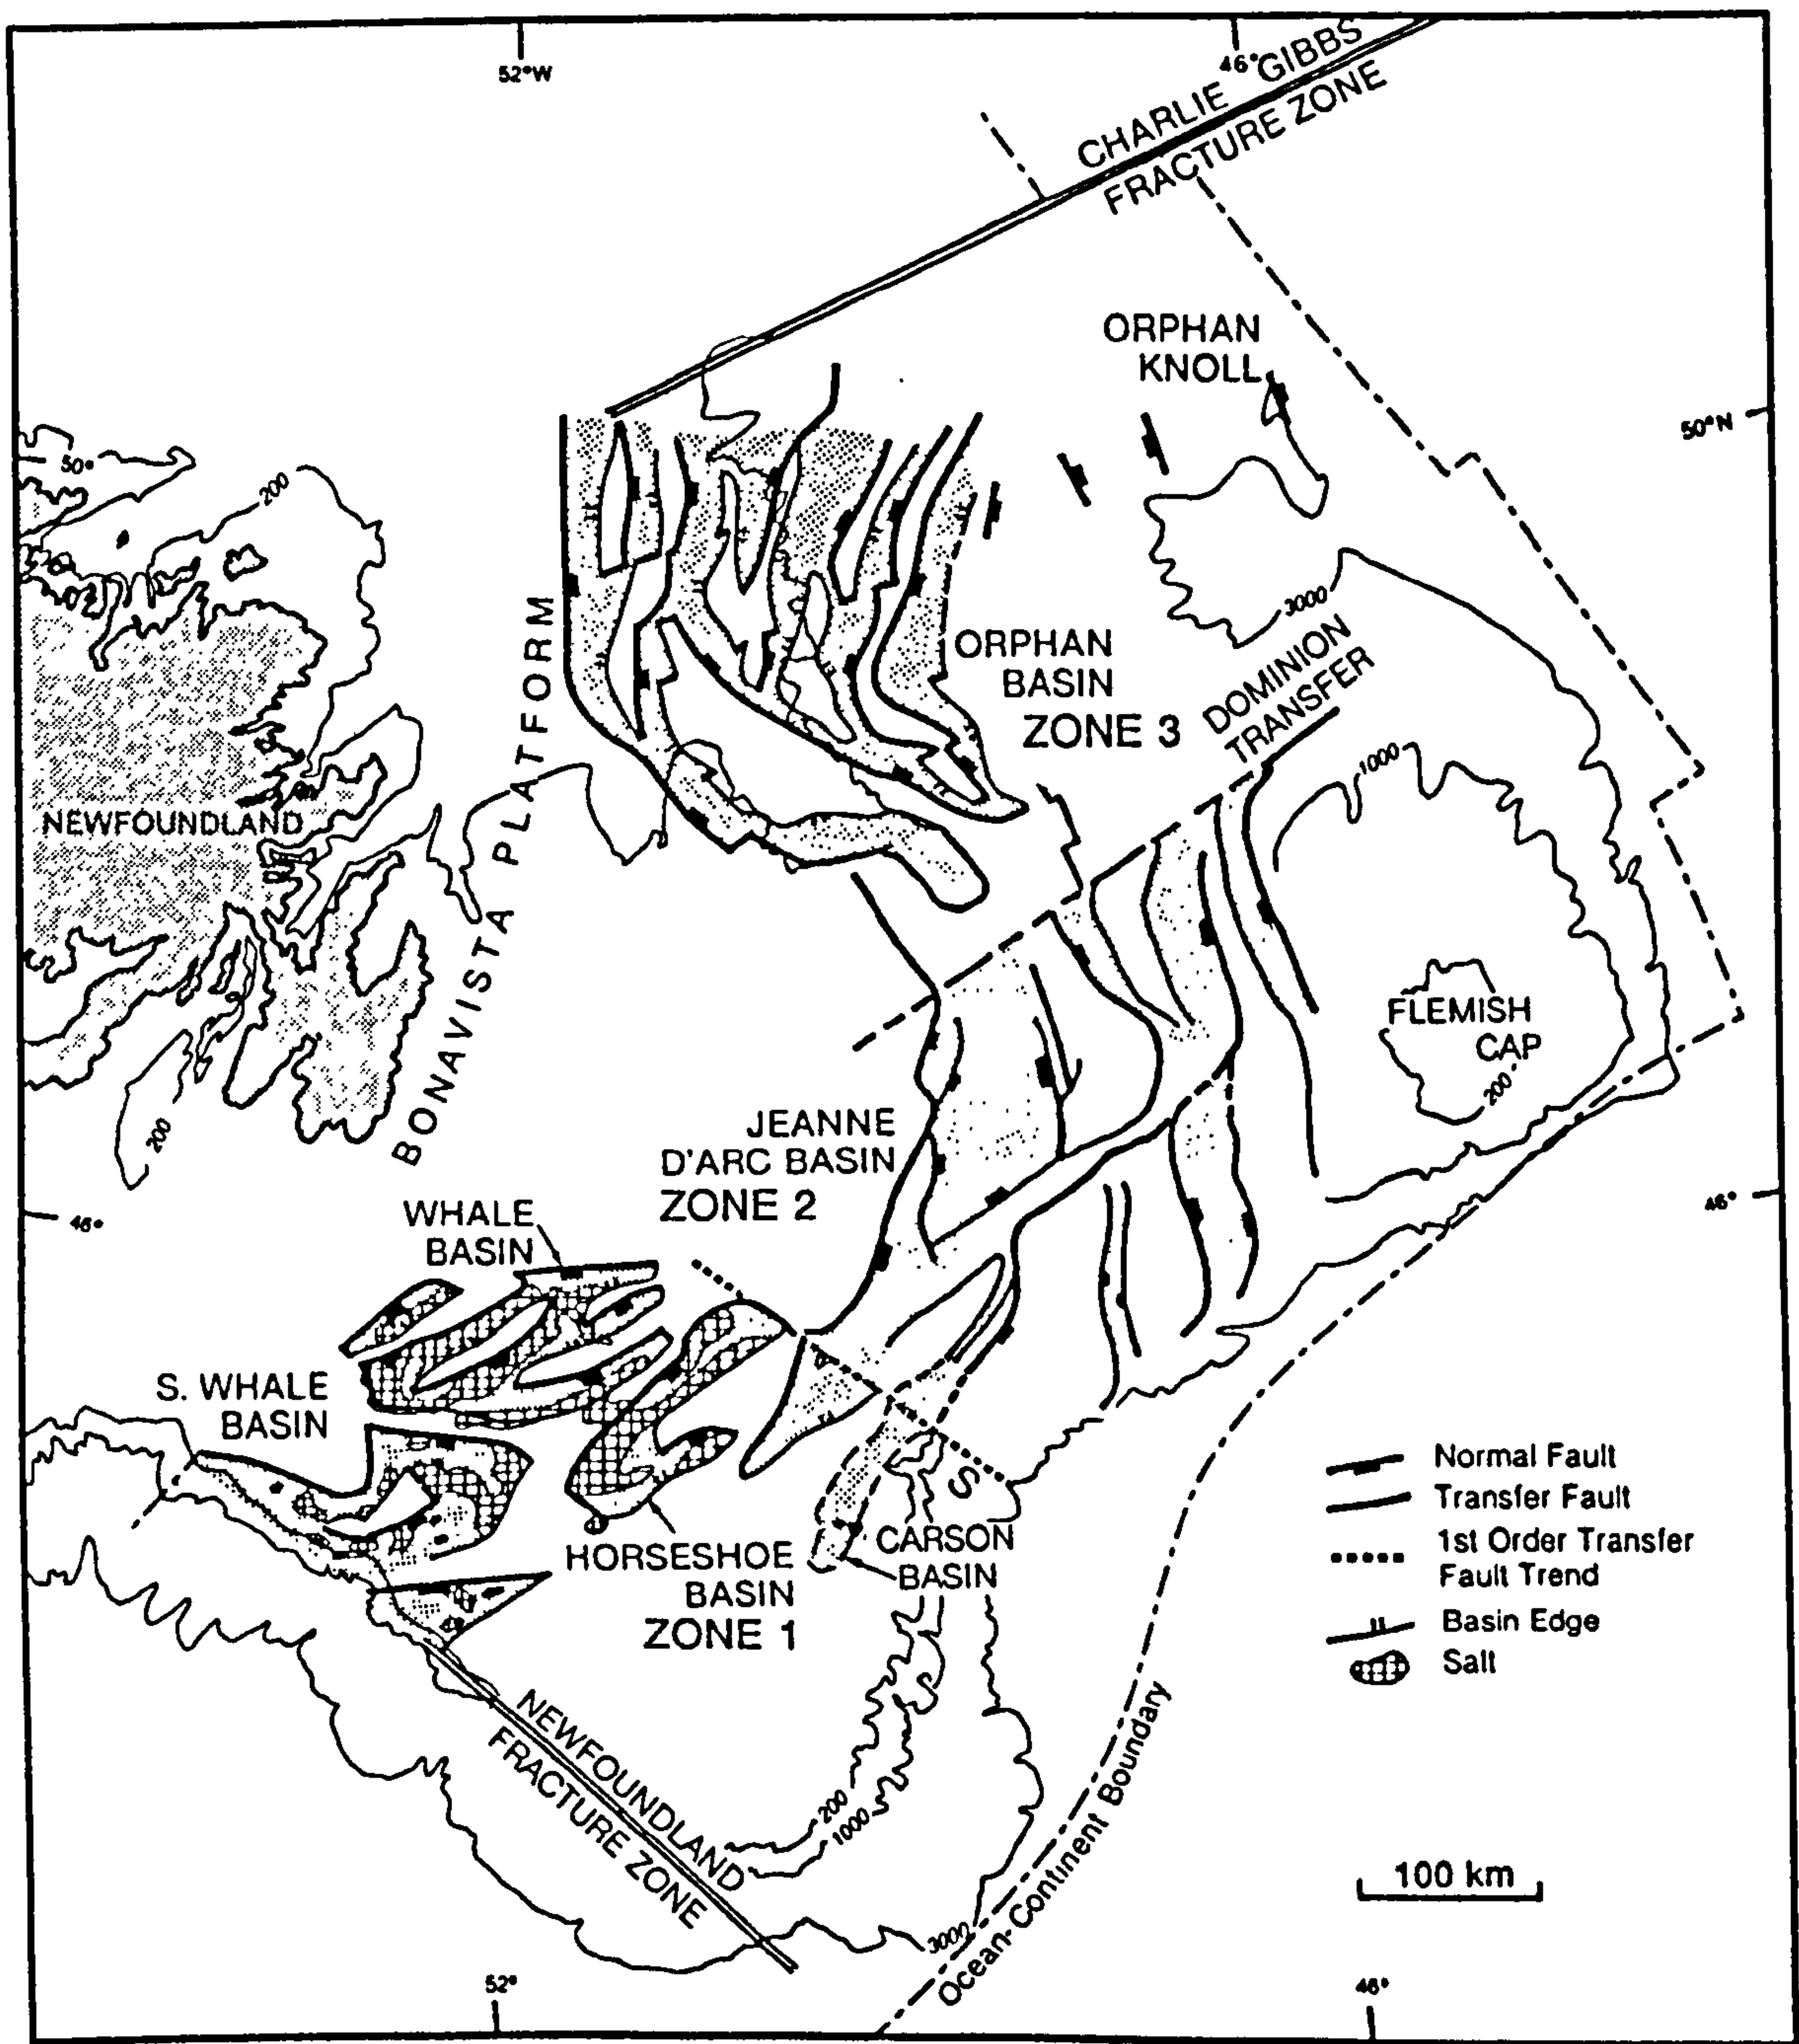 52°W
46°
CHARLIE GIBBS
FRACTURE ZONE
ORPHAN
KNOLL
50°N
50°
200
3000
ORPHAN
BASIN
ZONE 3
DOMINION
TRANSFER
1000
NEWFOUNDLAND
BONAVISTA PLATFORM
FLEMISH
CAP
200
200
JEANNE
D'ARC BASIN
ZONE 2
46°
46°
WHALE
BASIN
S. WHALE
BASIN
S
CARSON
BASIN
HORSESHOE
BASIN
ZONE 1
Normal Fault
Transfer Fault
1st Order Transfer
Fault Trend
Basin Edge
Salt
NEWFOUNDLAND
FRACTURE ZONE
200
1000
3000
Ocean-Continent Boundary
100 km
52°
46°